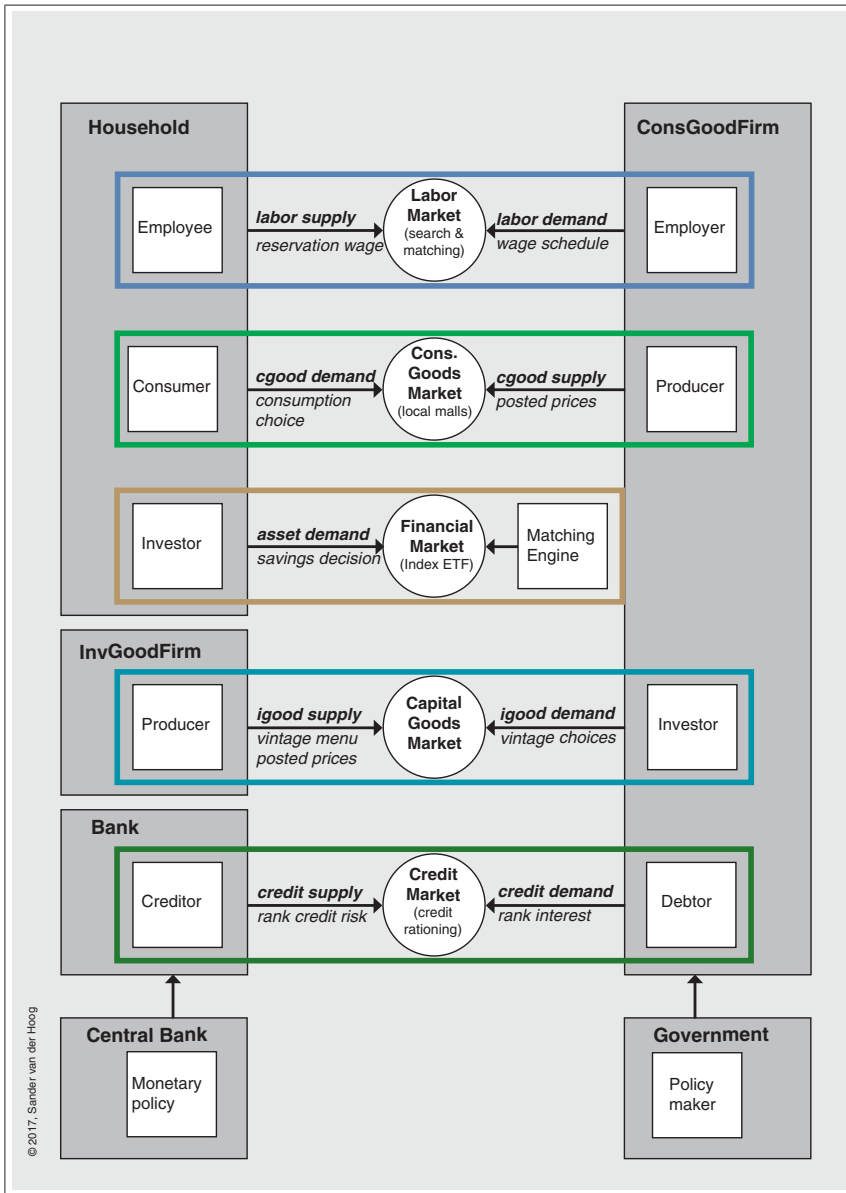 Household
ConsGoodFirm
Employee
labor supply
reservation wage
Labor
Market
(search &
matching)
labor demand
wage schedule
Employer
Consumer
cgood demand
consumption
choice
Cons.
Goods
Market
(local malls)
cgood supply
posted prices
Producer
Investor
asset demand
savings decision
Financial
Market
(Index ETF)
Matching
Engine
InvGoodFirm
Producer
igood supply
vintage menu
posted prices
Capital
Goods
Market
igood demand
vintage choices
Investor
Bank
Creditor
credit supply
rank credit risk
Credit
Market
(credit
rationing)
credit demand
rank interest
Debtor
Central Bank
Monetary
policy
Government
Policy
maker
© 2017, Sander van der Hoog